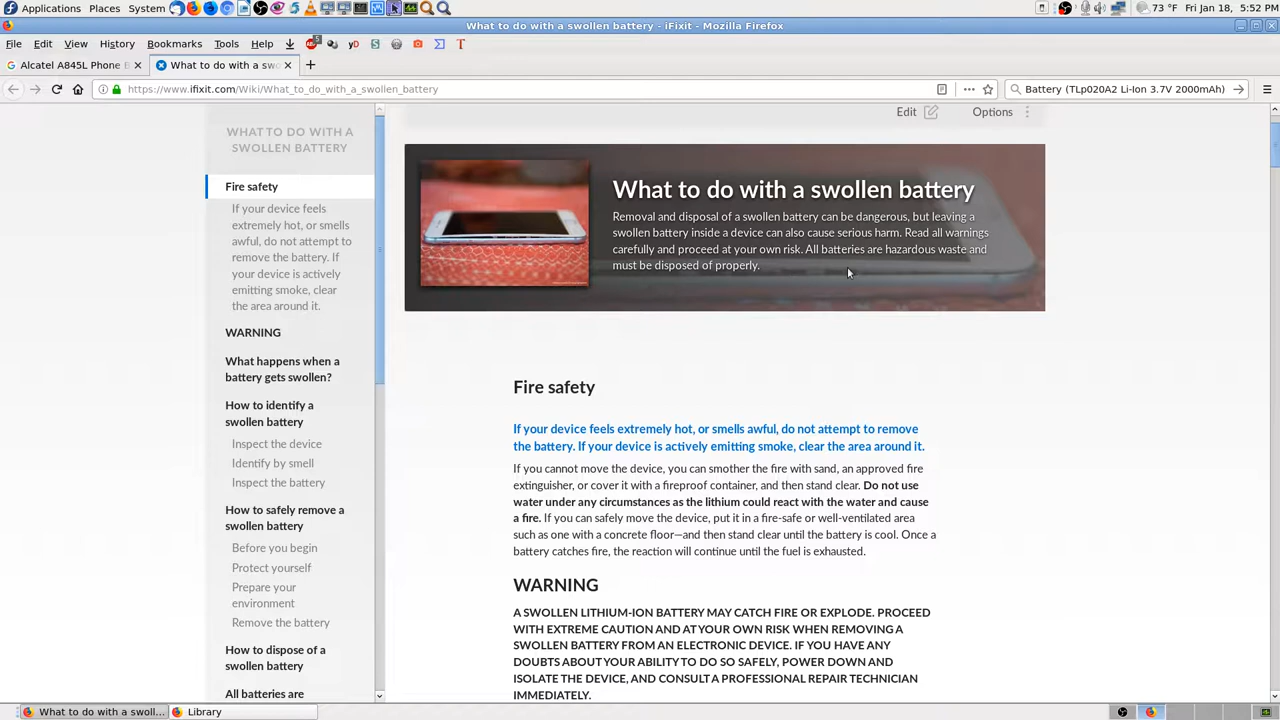 Applications Places System
73 °F Fri Jan 18, 5:52 PM
What to do with a swollen battery - iFixit - Mozilla Firefox
File Edit View History Bookmarks Tools Help
Alcatel A845L Phone B
What to do with a swo
https://www.ifixit.com/Wiki/What_to_do_with_a_swollen_battery
Battery (TLp020A2 Li-Ion 3.7V 2000mAh)
Edit
Options
WHAT TO DO WITH A
SWOLLEN BATTERY
Fire safety
If your device feels
extremely hot, or smells
awful, do not attempt to
remove the battery. If
your device is actively
emitting smoke, clear
the area around it.
WARNING
What happens when a
battery gets swollen?
How to identify a
swollen battery
Inspect the device
Identify by smell
Inspect the battery
How to safely remove a
swollen battery
Before you begin
Protect yourself
Prepare your
environment
Remove the battery
How to dispose of a
swollen battery
All batteries are
What to do with a swollen battery
Removal and disposal of a swollen battery can be dangerous, but leaving a
swollen battery inside a device can also cause serious harm. Read all warnings
carefully and proceed at your own risk. All batteries are hazardous waste and
must be disposed of properly.
Fire safety
If your device feels extremely hot, or smells awful, do not attempt to remove
the battery. If your device is actively emitting smoke, clear the area around it.
If you cannot move the device, you can smother the fire with sand, an approved fire
extinguisher, or cover it with a fireproof container, and then stand clear. Do not use
water under any circumstances as the lithium could react with the water and cause
a fire. If you can safely move the device, put it in a fire-safe or well-ventilated area
such as one with a concrete floor—and then stand clear until the battery is cool. Once a
battery catches fire, the reaction will continue until the fuel is exhausted.
WARNING
A SWOLLEN LITHIUM-ION BATTERY MAY CATCH FIRE OR EXPLODE. PROCEED
WITH EXTREME CAUTION AND AT YOUR OWN RISK WHEN REMOVING A
SWOLLEN BATTERY FROM AN ELECTRONIC DEVICE. IF YOU HAVE ANY
DOUBTS ABOUT YOUR ABILITY TO DO SO SAFELY, POWER DOWN AND
ISOLATE THE DEVICE, AND CONSULT A PROFESSIONAL REPAIR TECHNICIAN
IMMEDIATELY.
What to do with a swoll...
Library